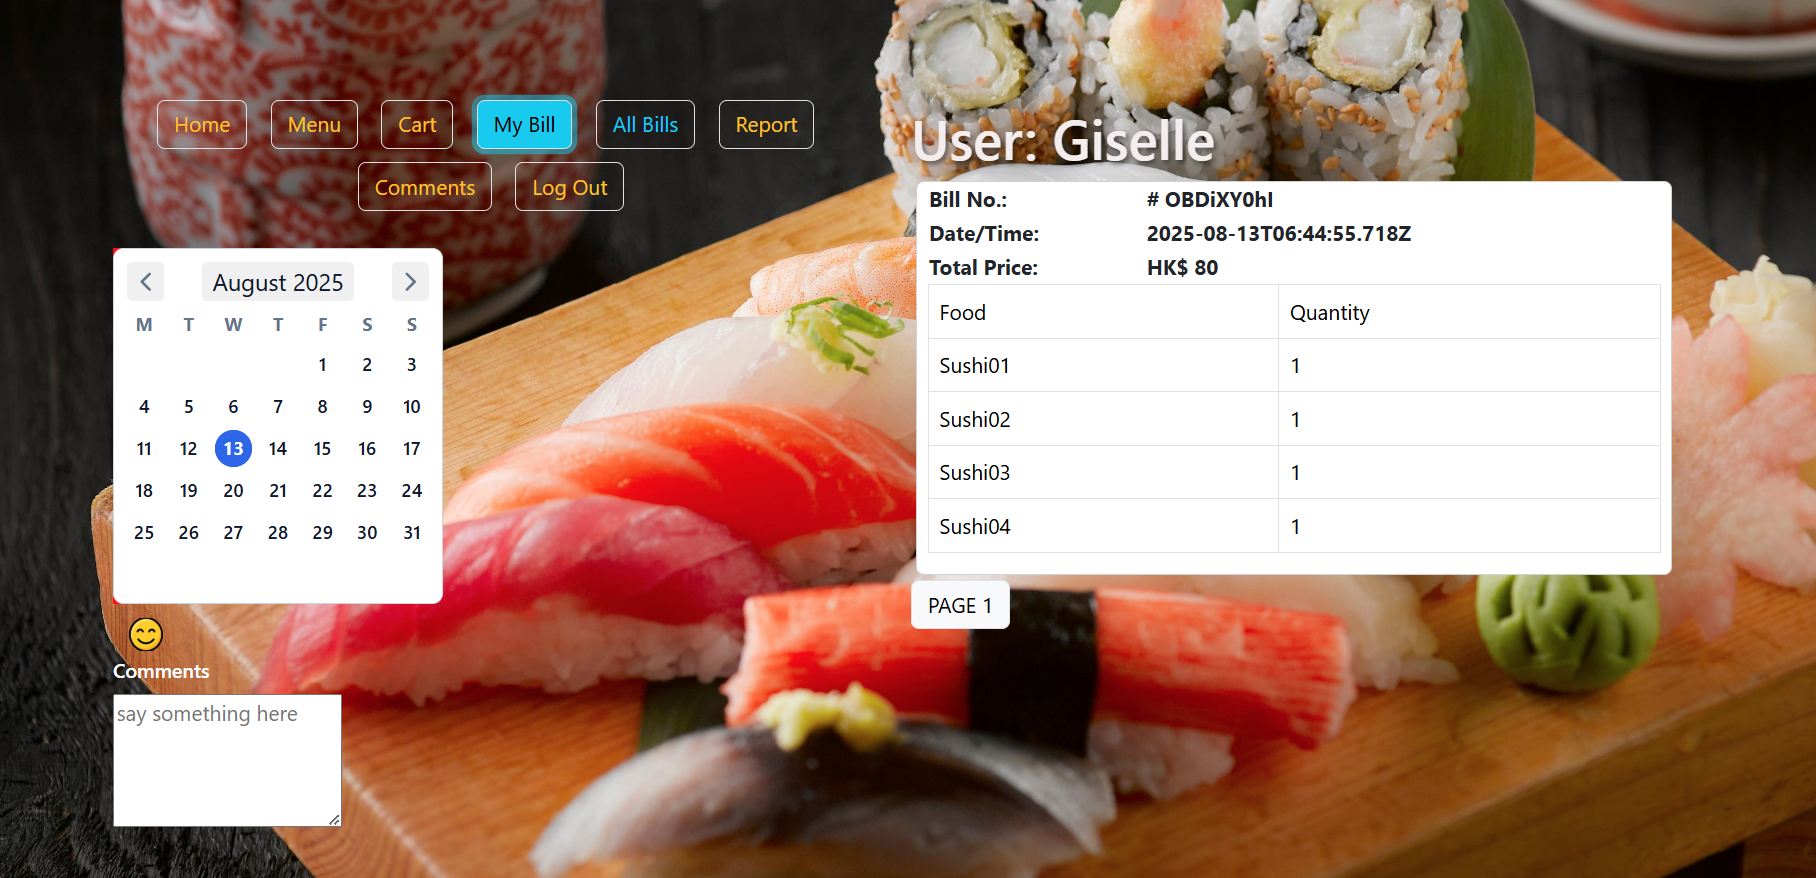 Home Menu Cart My Bill All Bills Report
Comments Log Out
August 2025
M T W T F S S
1 2 3
4 5 6 7 8 9 10
11 12 13 14 15 16 17
18 19 20 21 22 23 24
25 26 27 28 29 30 31
Comments
say something here
User: Giselle
Bill No.: # OBDiXY0hI
Date/Time: 2025-08-13T06:44:55.718Z
Total Price: HK$ 80
Food Quantity
Sushi01 1
Sushi02 1
Sushi03 1
Sushi04 1
PAGE 1